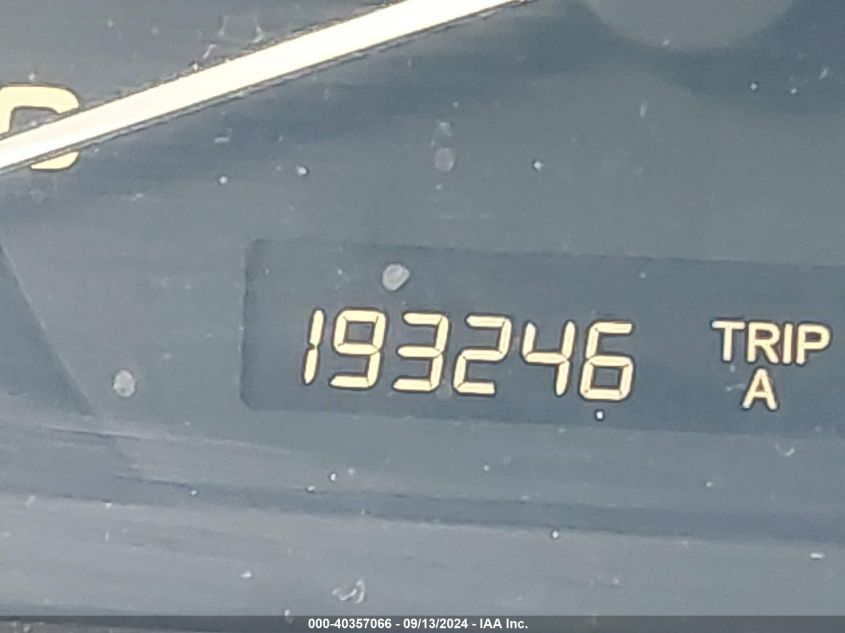 193246 TRIP
A
000-40357066 - 09/13/2024 - IAA Inc.